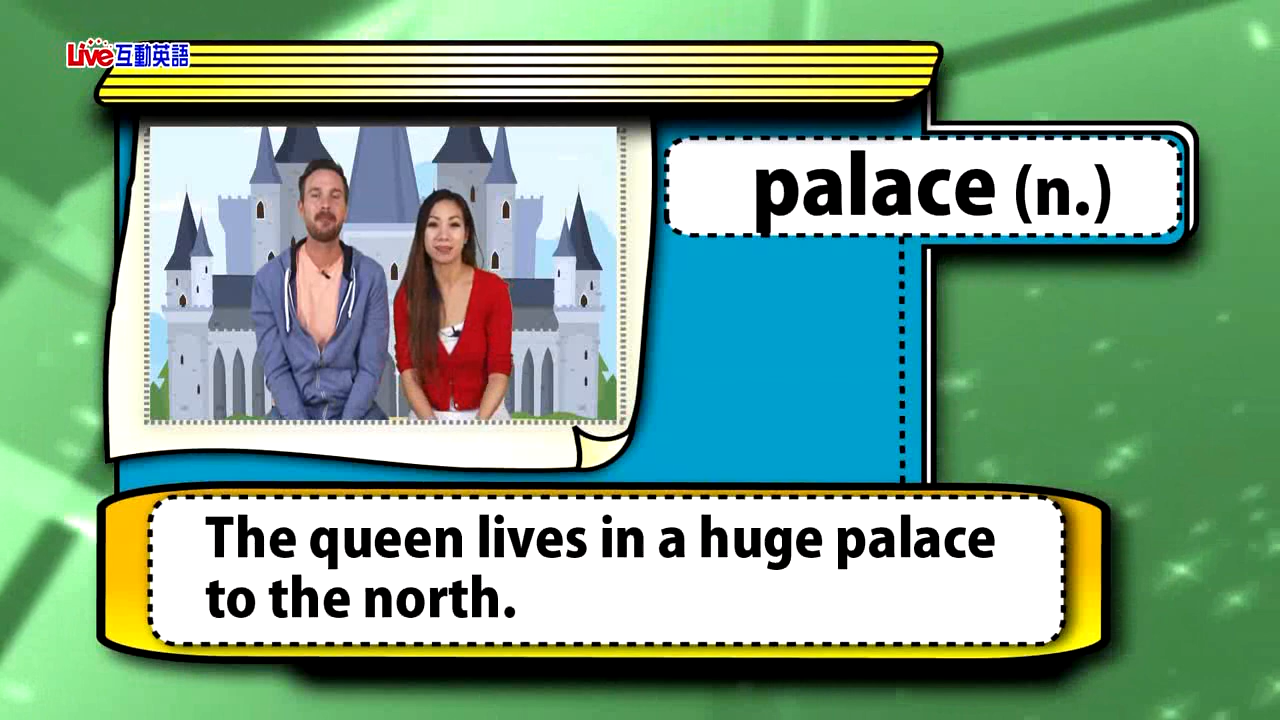 Live互動英語
palace (n.)
The queen lives in a huge palace
to the north.